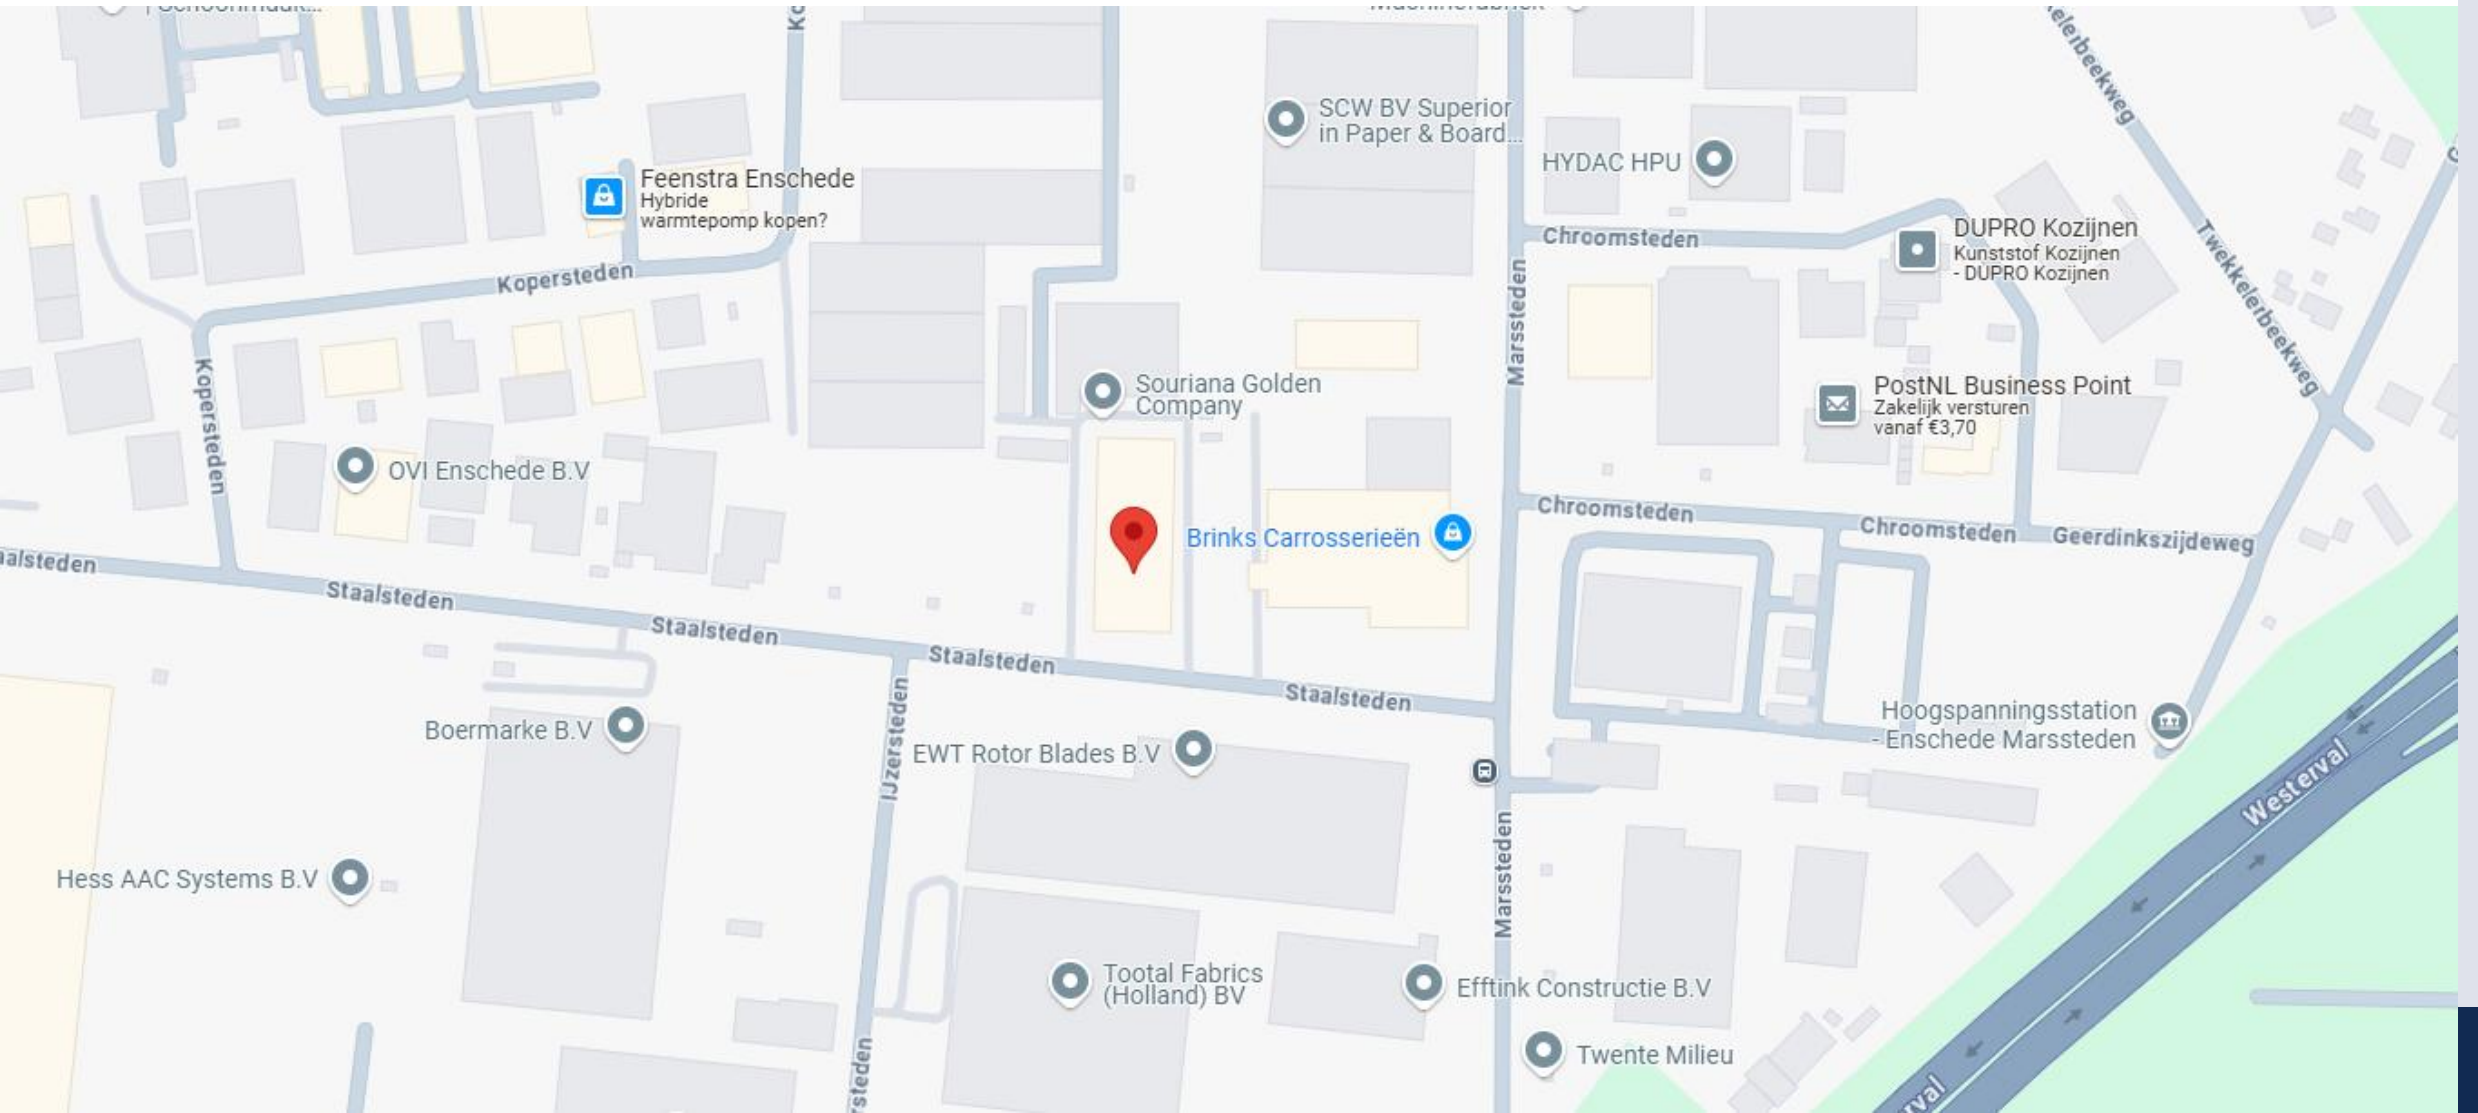 SCW BV Superior
in Paper & Board...
HYDAC HPU
Feenstra Enschede
Hybride
warmtepomp kopen?
Chroomsteden
DUPRO Kozijnen
Kunststof Kozijnen
- DUPRO Kozijnen
Twekkelerbeekweg
Kopersteden
Marssteden
Kopersteden
Souriana Golden
Company
PostNL Business Point
Zakelijk versturen
vanaf €3,70
OVI Enschede B.V
Brinks Carrosserieën
Chroomsteden
Chroomsteden
Geerdinkszijdeweg
Staalsteden
Staalsteden
Staalsteden
Staalsteden
IJzersteden
Boermarke B.V
EWT Rotor Blades B.V
Hoogspanningsstation
- Enschede Marssteden
Westerval
Marssteden
Hess AAC Systems B.V
Tootal Fabrics
(Holland) BV
Efftink Constructie B.V
Twente Milieu